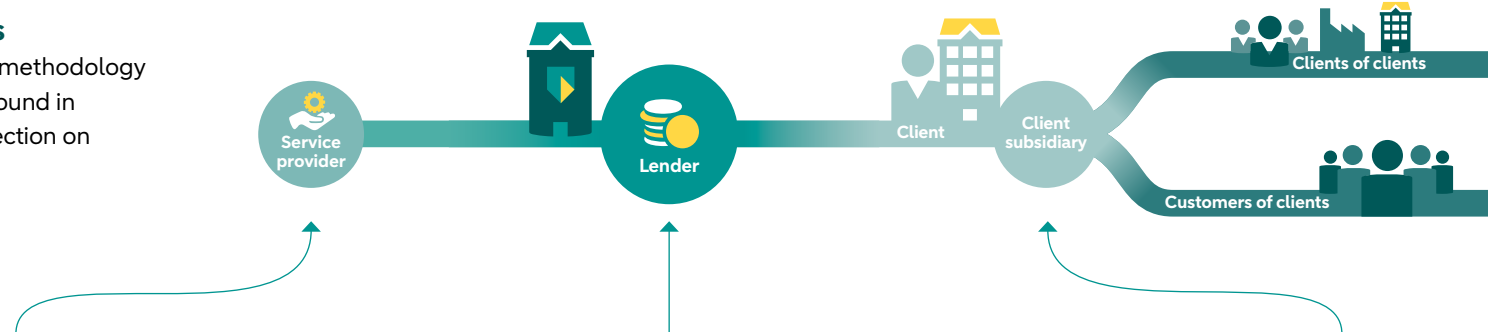 s
methodology
ound in
ection on
Service
provider
Lender
Client
Client
subsidiary
Clients of clients
Customers of clients